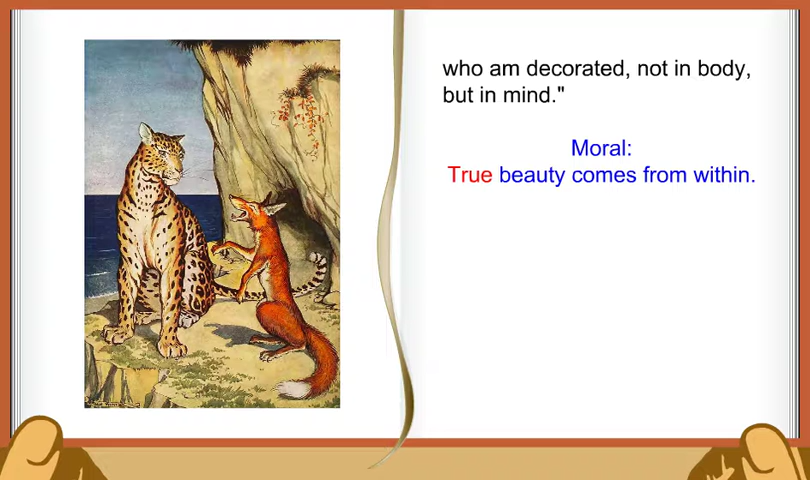 who am decorated, not in body,
but in mind."
Moral:
True beauty comes from within.